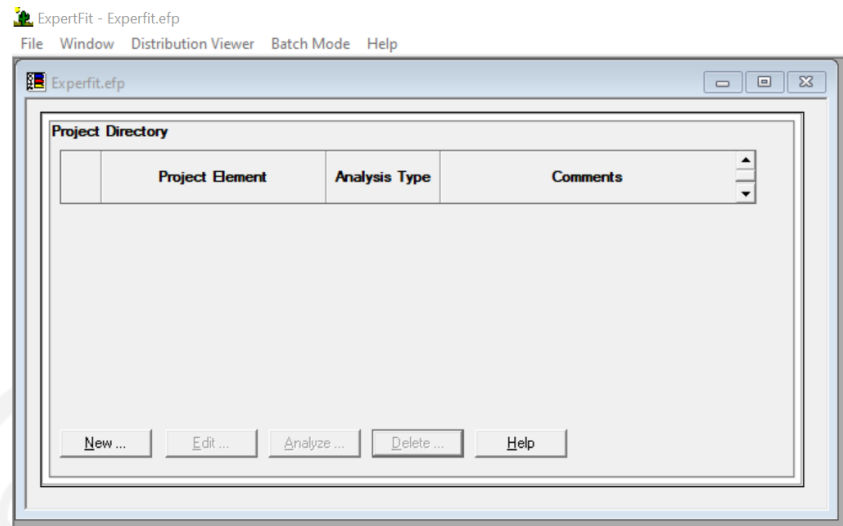 ExpertFit - Experfit.efp
File Window Distribution Viewer Batch Mode Help
Experfit.efp
Project Directory
Project Element Analysis Type Comments
New ... Edit ... Analyze ... Delete ... Help